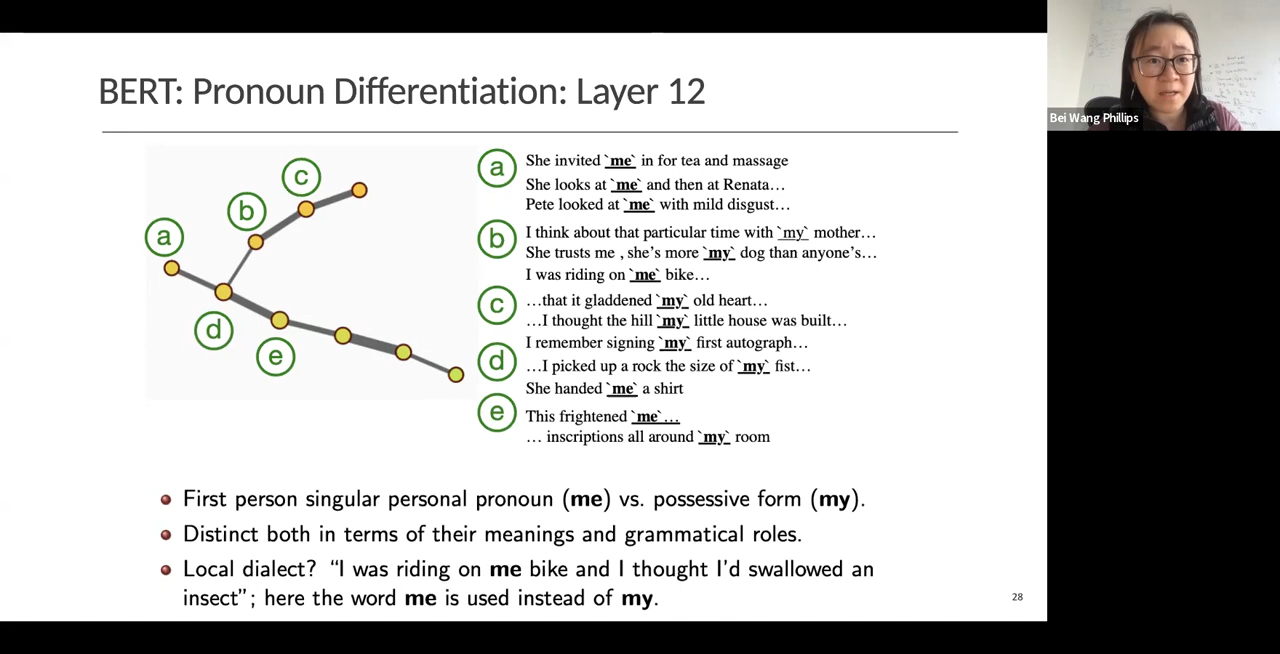 BERT: Pronoun Differentiation: Layer 12
Bei Wang Phillips
a
b
c
d
e
a
She invited `me` in for tea and massage
She looks at `me` and then at Renata…
Pete looked at `me` with mild disgust…
b
I think about that particular time with `my` mother…
She trusts me , she's more `my` dog than anyone's…
I was riding on `me` bike…
c
…that it gladdened `my` old heart…
…I thought the hill `my` little house was built…
I remember signing `my` first autograph…
d
…I picked up a rock the size of `my` fist…
She handed `me` a shirt
e
This frightened `me`…
… inscriptions all around `my` room
First person singular personal pronoun (me) vs. possessive form (my).
Distinct both in terms of their meanings and grammatical roles.
Local dialect? “I was riding on me bike and I thought I'd swallowed an
insect”; here the word me is used instead of my.
28